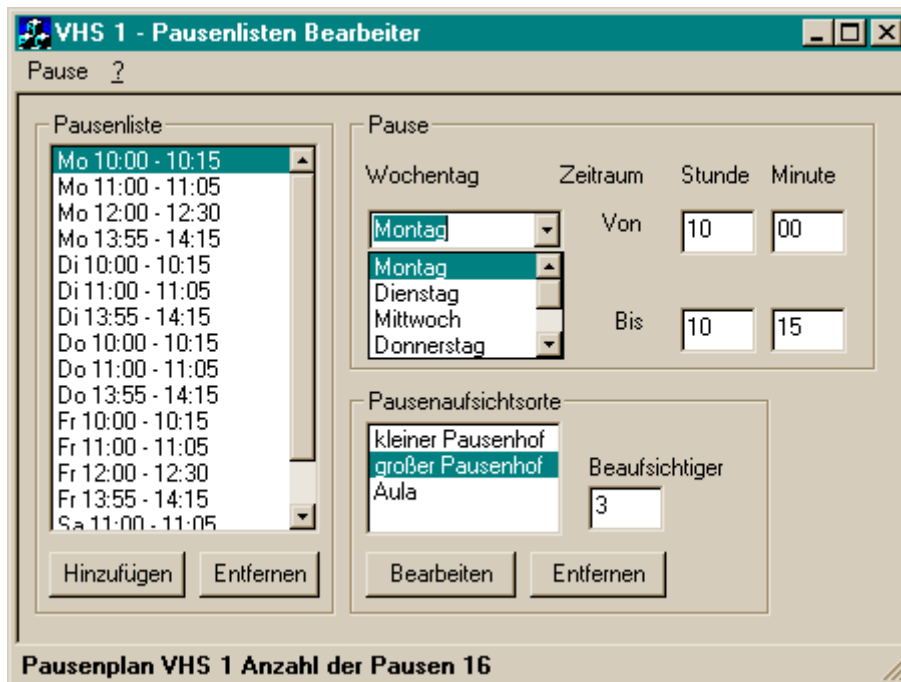 VHS 1 - Pausenlisten Bearbeiter
Pause ?
Pausenliste
Mo 10:00 - 10:15
Mo 11:00 - 11:05
Mo 12:00 - 12:30
Mo 13:55 - 14:15
Di 10:00 - 10:15
Di 11:00 - 11:05
Di 13:55 - 14:15
Do 10:00 - 10:15
Do 11:00 - 11:05
Do 13:55 - 14:15
Fr 10:00 - 10:15
Fr 11:00 - 11:05
Fr 12:00 - 12:30
Fr 13:55 - 14:15
Sa 11:00 - 11:05
Hinzufügen Entfernen
Pause
Wochentag Zeitraum Stunde Minute
Montag Von 10 00
Montag
Dienstag
Mittwoch
Donnerstag
Bis 10 15
Pausenaufsichtsorte
kleiner Pausenhof
großer Pausenhof
Aula
Beaufsichtiger
3
Bearbeiten Entfernen
Pausenplan VHS 1 Anzahl der Pausen 16